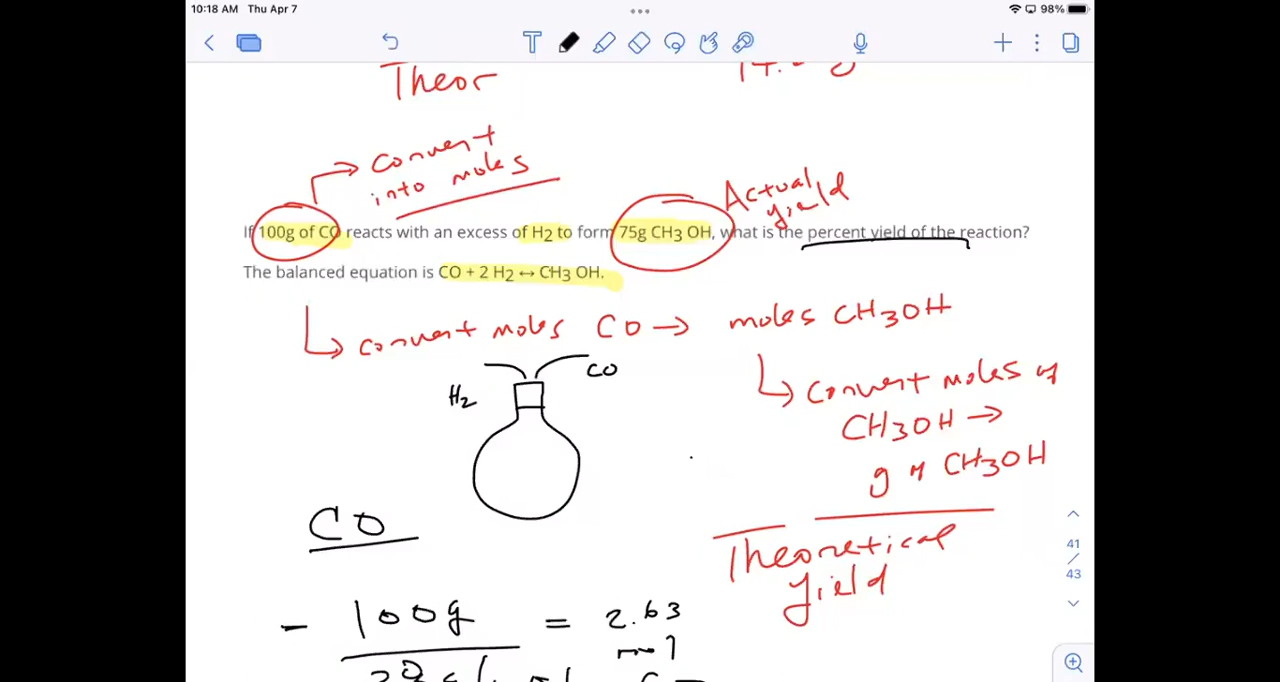 10:18 AM Thu Apr 7
98%
Theor
Convert
into moles
Actual
yield
If 100g of CO reacts with an excess of H2 to form 75g CH3 OH, what is the percent yield of the reaction?
The balanced equation is CO + 2 H2 ↔ CH3 OH.
convert moles CO → moles CH3OH
H2
CO
Convert moles of
CH3OH →
g of CH3OH
CO
Theoretical
yield
41
/
43
- 100g = 2.63